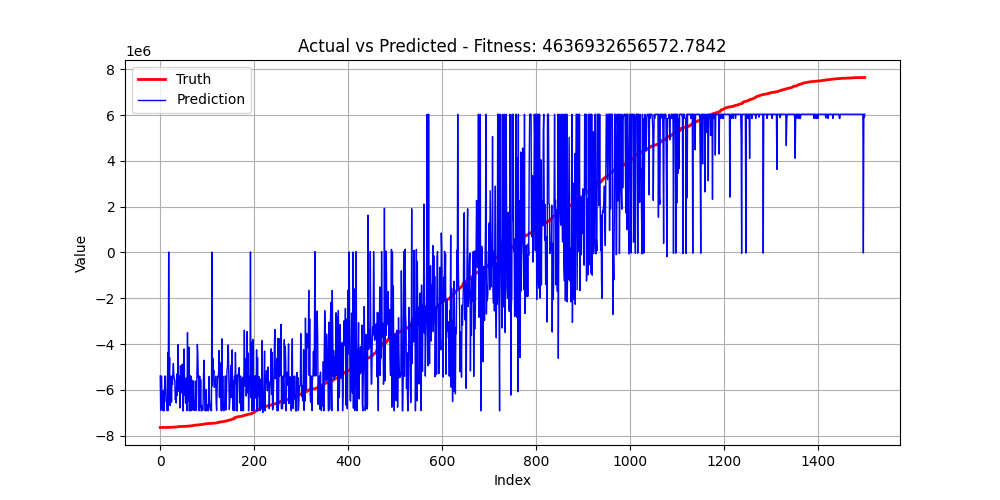 Actual vs Predicted - Fitness: 4636932656572.7842
1e6
8
6
4
2
0
−2
−4
−6
−8
Value
Truth
Prediction
0 200 400 600 800 1000 1200 1400
Index